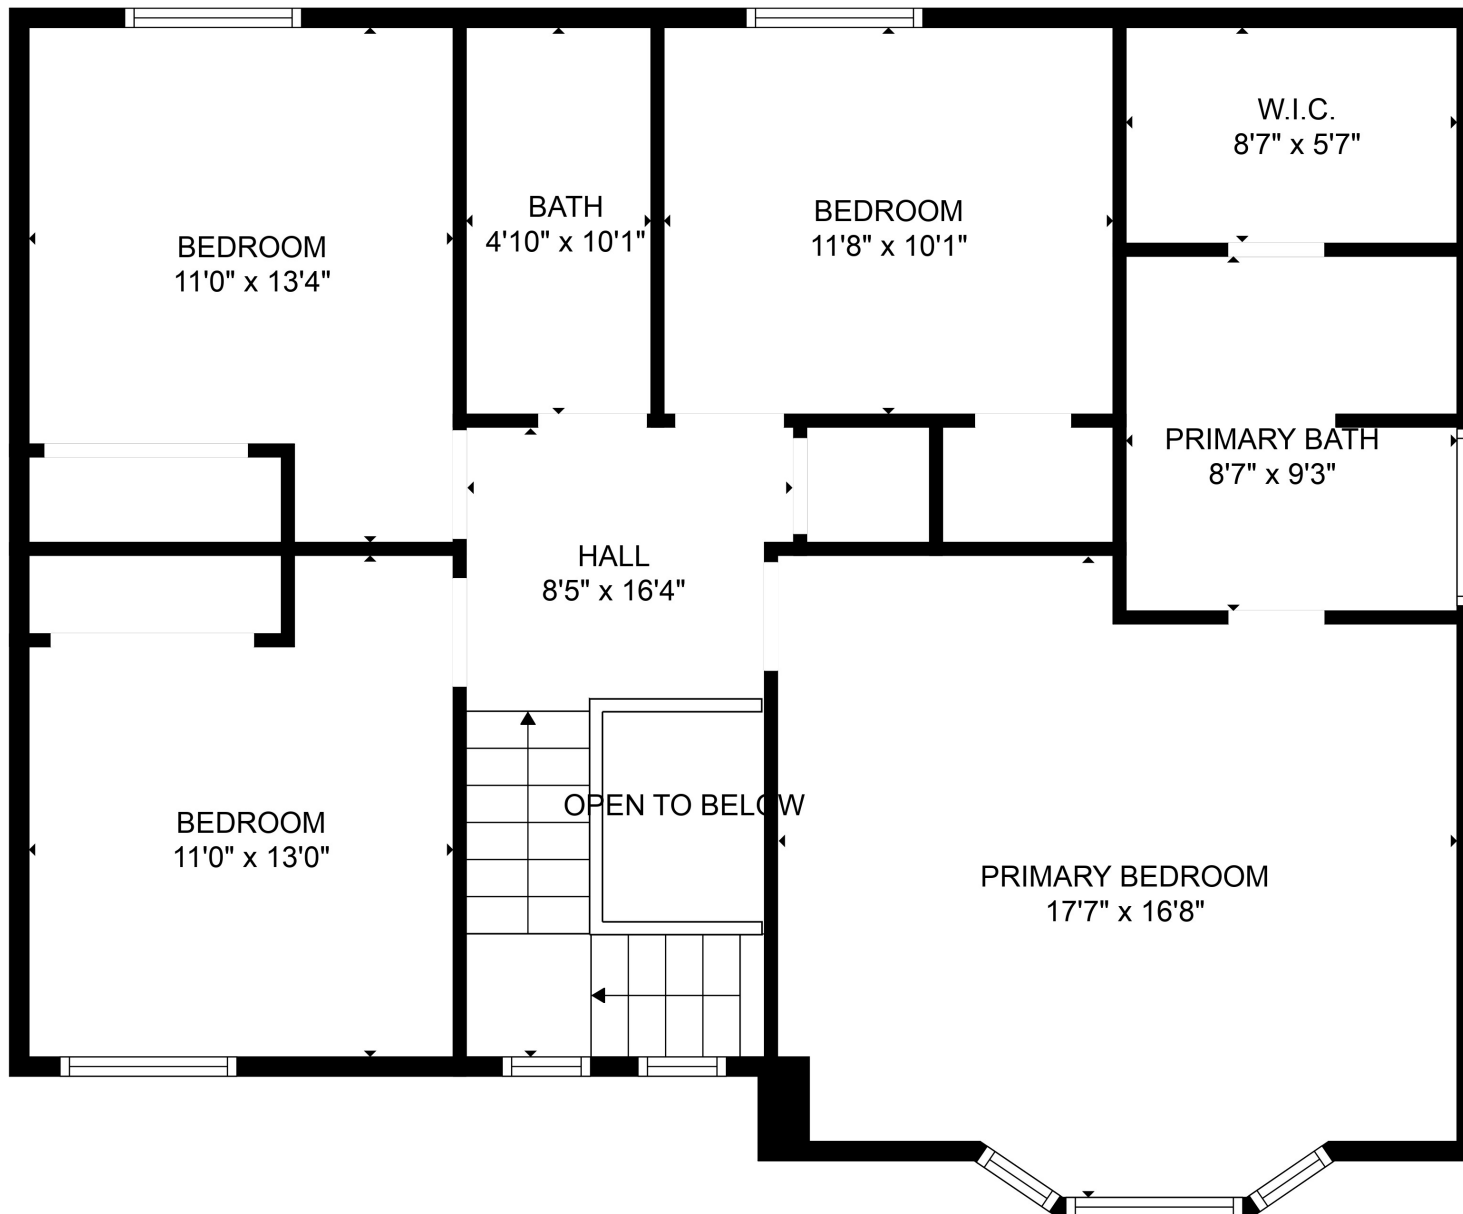 W.I.C.
8'7" x 5'7"
BATH
4'10" x 10'1"
BEDROOM
11'8" x 10'1"
BEDROOM
11'0" x 13'4"
PRIMARY BATH
8'7" x 9'3"
HALL
8'5" x 16'4"
OPEN TO BELOW
BEDROOM
11'0" x 13'0"
PRIMARY BEDROOM
17'7" x 16'8"